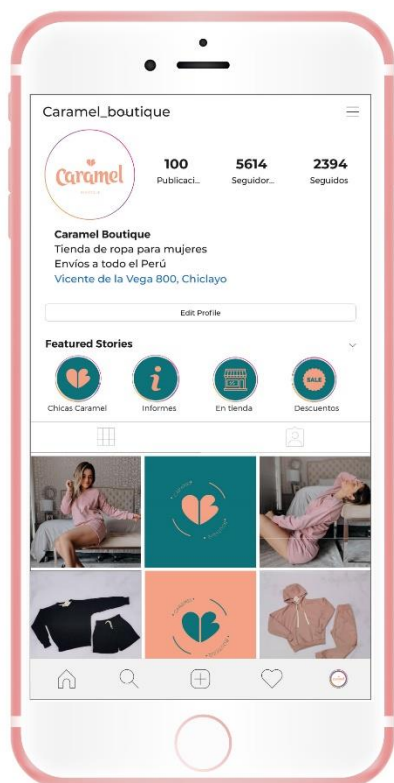 Caramel_boutique
Caramel
100
5614
2394
Publicaci...
Seguidor...
Seguidos
Caramel Boutique
Tienda de ropa para mujeres
Envíos a todo el Perú
Vicente de la Vega 800, Chiclayo
Edit Profile
Featured Stories
SALE
Chicas Caramel
Informes
En tienda
Descuentos